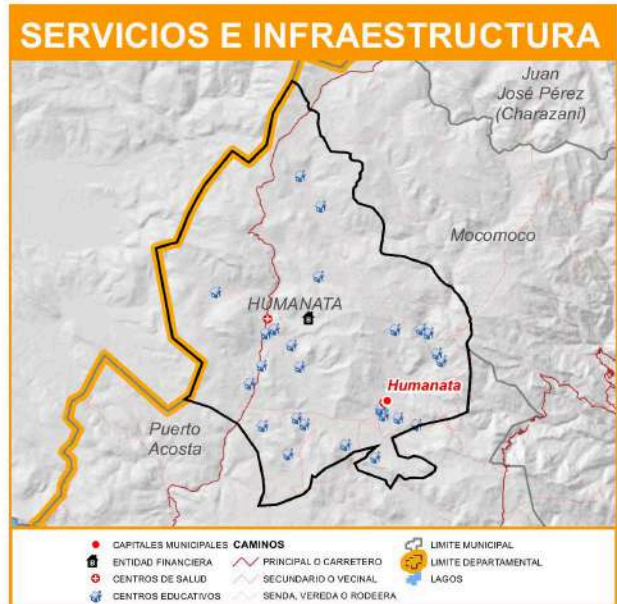 SERVICIOS E INFRAESTRUCTURA
Juan
José Pérez
(Charazani)
Mocomoco
HUMANATA
Humanata
Puerto
Acosta
CAPITALES MUNICIPALES
ENTIDAD FINANCIERA
CENTROS DE SALUD
CENTROS EDUCATIVOS
CAMINOS
PRINCIPAL O CARRETERO
SECUNDARIO O VECINAL
SENDA, VEREDA O RODEERA
LIMITE MUNICIPAL
LIMITE DEPARTAMENTAL
LAGOS